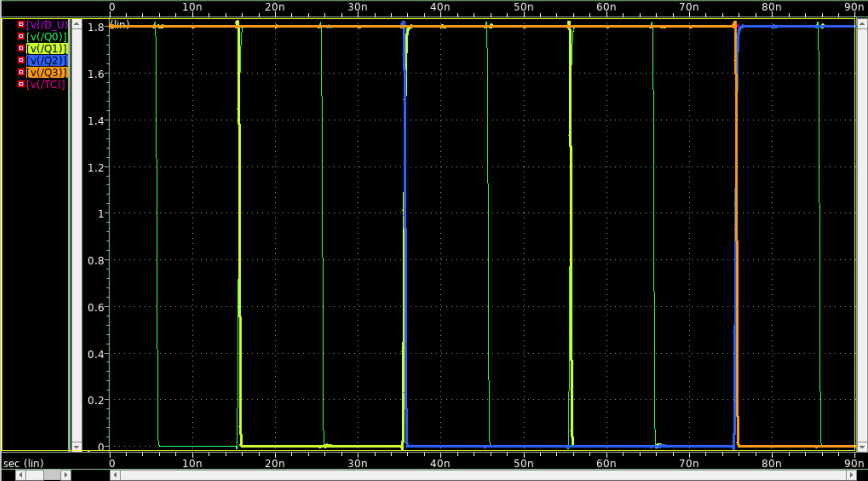 0 10n 20n 30n 40n 50n 60n 70n 80n 90n
[v(/D_U)]
[v(/Q0)]
[v(/Q1)]
[v(/Q2)]
[v(/Q3)]
[v(/TC)]
(lin)
1.8
1.6
1.4
1.2
1
0.8
0.6
0.4
0.2
0
sec (lin) 0 10n 20n 30n 40n 50n 60n 70n 80n 90n